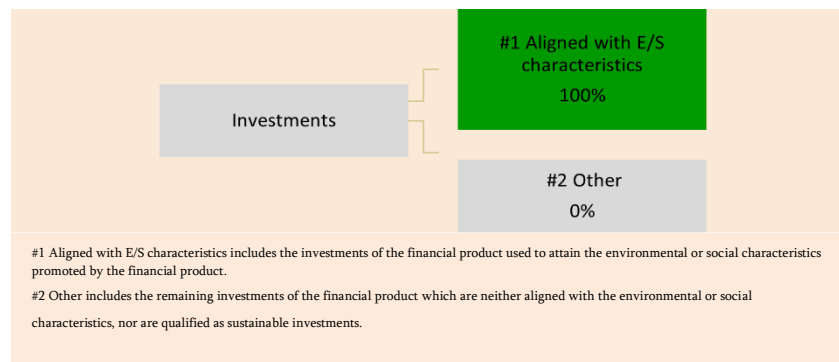 #1 Aligned with E/S
characteristics
100%
Investments
#2 Other
0%
#1 Aligned with E/S characteristics includes the investments of the financial product used to attain the environmental or social characteristics
promoted by the financial product.
#2 Other includes the remaining investments of the financial product which are neither aligned with the environmental or social
characteristics, nor are qualified as sustainable investments.